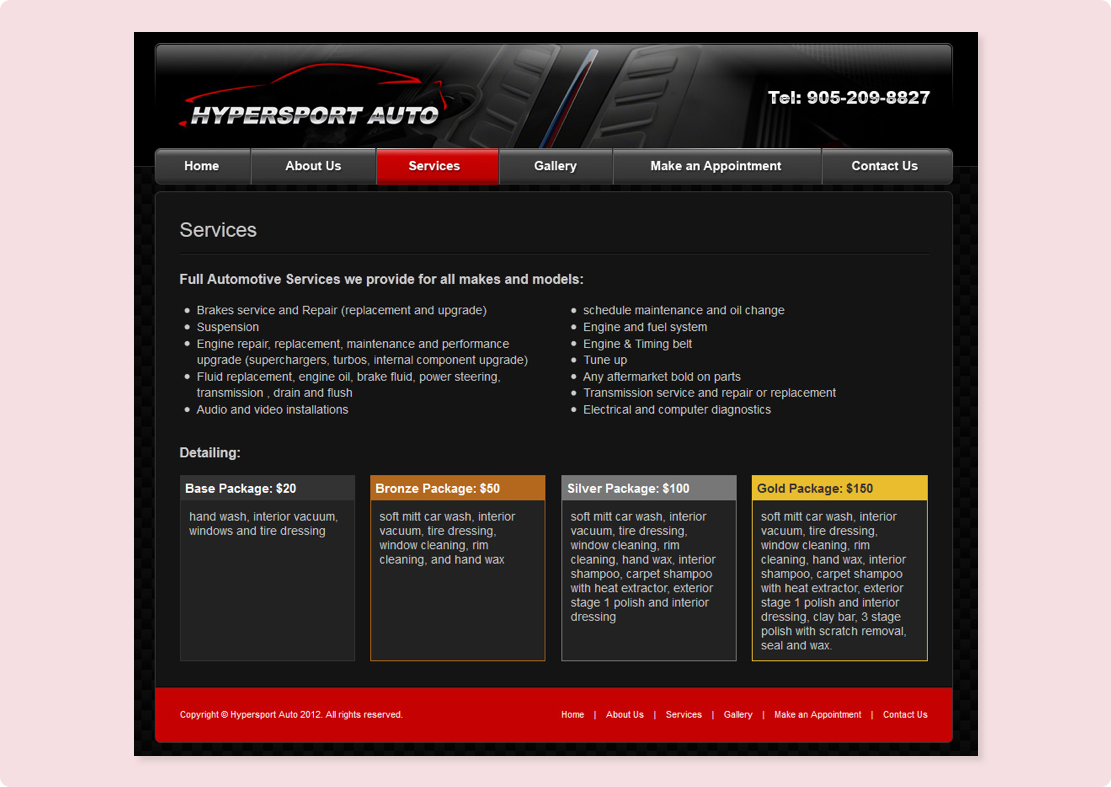 HYPERSPORT AUTO
Tel: 905-209-8827
Home
About Us
Services
Gallery
Make an Appointment
Contact Us
Services
Full Automotive Services we provide for all makes and models:
Brakes service and Repair (replacement and upgrade)
Suspension
Engine repair, replacement, maintenance and performance
upgrade (superchargers, turbos, internal component upgrade)
Fluid replacement, engine oil, brake fluid, power steering,
transmission , drain and flush
Audio and video installations
schedule maintenance and oil change
Engine and fuel system
Engine & Timing belt
Tune up
Any aftermarket bold on parts
Transmission service and repair or replacement
Electrical and computer diagnostics
Detailing:
Base Package: $20
hand wash, interior vacuum,
windows and tire dressing
Bronze Package: $50
soft mitt car wash, interior
vacuum, tire dressing,
window cleaning, rim
cleaning, and hand wax
Silver Package: $100
soft mitt car wash, interior
vacuum, tire dressing,
window cleaning, rim
cleaning, hand wax, interior
shampoo, carpet shampoo
with heat extractor, exterior
stage 1 polish and interior
dressing
Gold Package: $150
soft mitt car wash, interior
vacuum, tire dressing,
window cleaning, rim
cleaning, hand wax, interior
shampoo, carpet shampoo
with heat extractor, exterior
stage 1 polish and interior
dressing, clay bar, 3 stage
polish with scratch removal,
seal and wax.
Copyright © Hypersport Auto 2012. All rights reserved.
Home | About Us | Services | Gallery | Make an Appointment | Contact Us